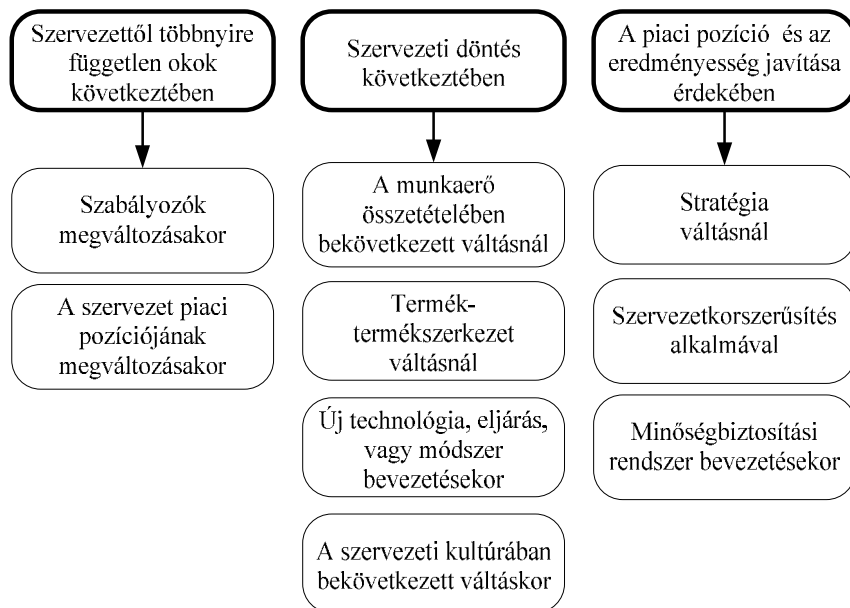 Szervezettől többnyire
független okok
következtében
Szabályozók
megváltozásakor
A szervezet piaci
pozíciójának
megváltozásakor
Szervezeti döntés
következtében
A munkaerő
összetételében
bekövetkezett váltásnál
Termék-
termékszerkezet
váltásnál
Új technológia, eljárás,
vagy módszer
bevezetésekor
A szervezeti kultúrában
bekövetkezett váltáskor
A piaci pozíció és az
eredményesség javítása
érdekében
Stratégia
váltásnál
Szervezetkorszerűsítés
alkalmával
Minőségbiztosítási
rendszer bevezetésekor